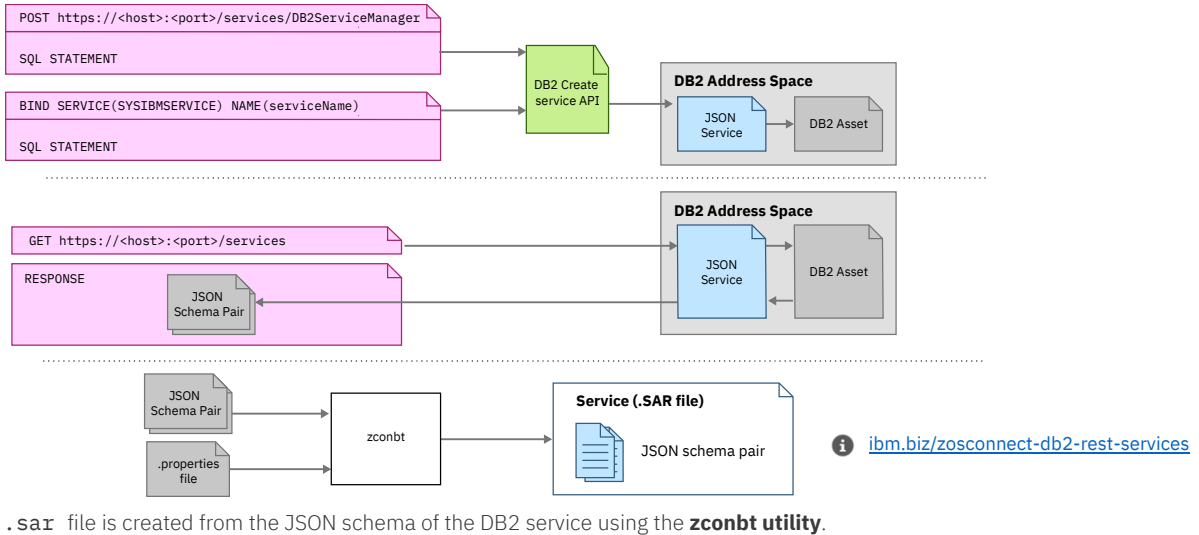 POST https://<host>:<port>/services/DB2ServiceManager
SQL STATEMENT
BIND SERVICE(SYSIBMSERVICE) NAME(serviceName)
SQL STATEMENT
DB2 Create
service API
DB2 Address Space
JSON
Service
DB2 Asset
GET https://<host>:<port>/services
RESPONSE
JSON
Schema Pair
DB2 Address Space
JSON
Service
DB2 Asset
JSON
Schema Pair
.properties
file
zconbt
Service (.SAR file)
JSON schema pair
i ibm.biz/zosconnect-db2-rest-services
.sar file is created from the JSON schema of the DB2 service using the zconbt utility.